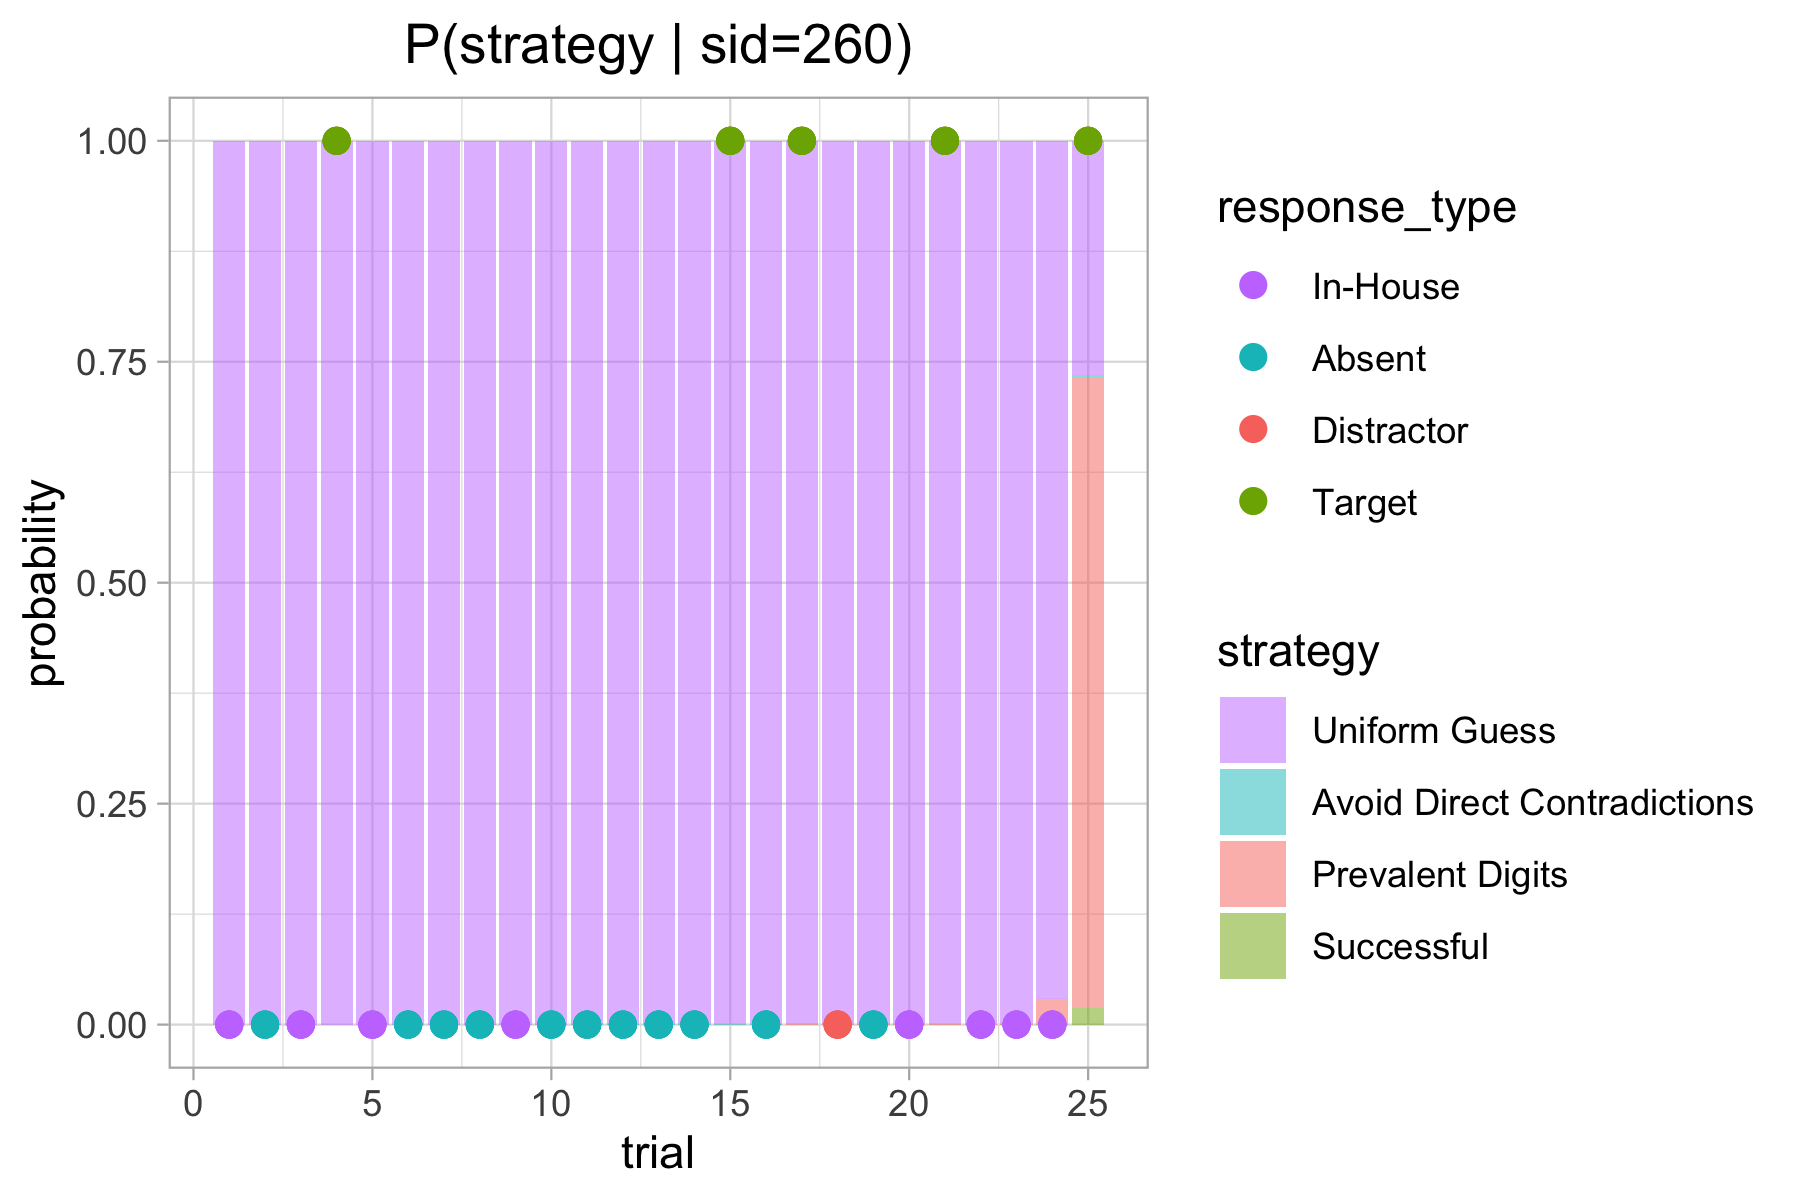 P(strategy | sid=260)
1.00
0.75
0.50
0.25
0.00
probability
0 5 10 15 20 25
trial
response_type
In-House
Absent
Distractor
Target
strategy
Uniform Guess
Avoid Direct Contradictions
Prevalent Digits
Successful